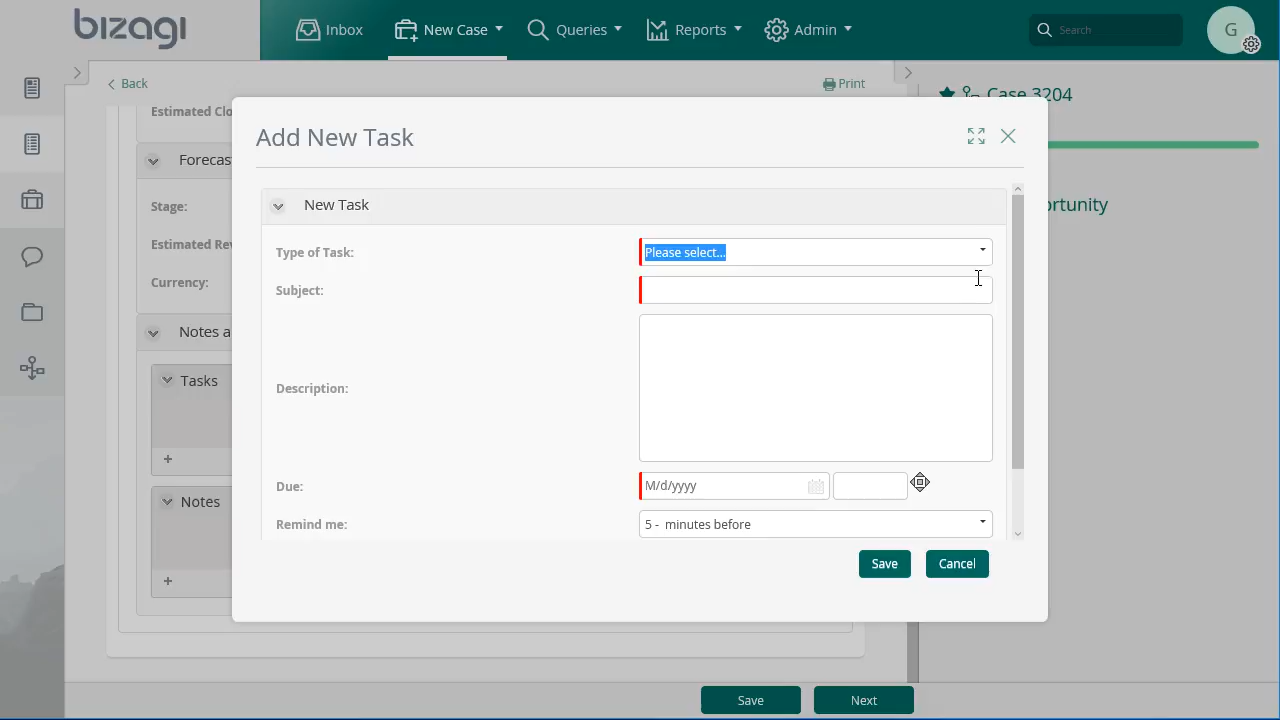 bizagi
Inbox
New Case
Queries
Reports
Admin
Search
G
Back
Print
Case 3204
Estimated Clo
Add New Task
Forecas
New Task
ortunity
Stage:
Type of Task:
Please select...
Estimated Rev
Currency:
Subject:
Notes a
Tasks
Description:
Due:
M/d/yyyy
Notes
Remind me:
5 - minutes before
Save
Cancel
Save
Next